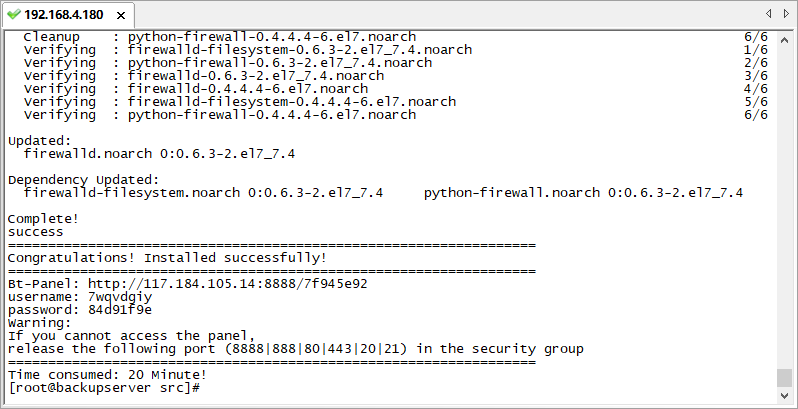 192.168.4.180
Cleanup : python-firewall-0.4.4.4-6.el7.noarch 6/6
Verifying : firewalld-filesystem-0.6.3-2.el7_7.4.noarch 1/6
Verifying : python-firewall-0.6.3-2.el7_7.4.noarch 2/6
Verifying : firewalld-0.6.3-2.el7_7.4.noarch 3/6
Verifying : firewalld-0.4.4.4-6.el7.noarch 4/6
Verifying : firewalld-filesystem-0.4.4.4-6.el7.noarch 5/6
Verifying : python-firewall-0.4.4.4-6.el7.noarch 6/6
Updated:
firewalld.noarch 0:0.6.3-2.el7_7.4
Dependency Updated:
firewalld-filesystem.noarch 0:0.6.3-2.el7_7.4 python-firewall.noarch 0:0.6.3-2.el7_7.4
Complete!
success
==================================================================
Congratulations! Installed successfully!
==================================================================
Bt-Panel: http://117.184.105.14:8888/7f945e92
username: 7wqvdgiy
password: 84d91f9e
Warning:
If you cannot access the panel,
release the following port (8888|888|80|443|20|21) in the security group
==================================================================
Time consumed: 20 Minute!
[root@backupserver src]#